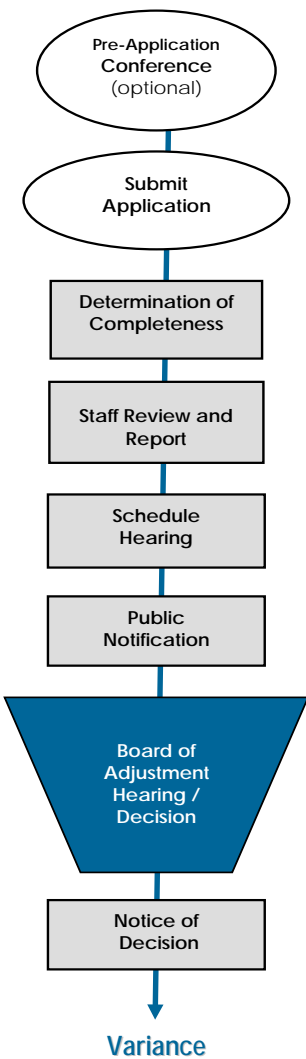 Pre-Application
Conference
(optional)
Submit
Application
Determination of
Completeness
Staff Review and
Report
Schedule
Hearing
Public
Notification
Board of
Adjustment
Hearing /
Decision
Notice of
Decision
Variance